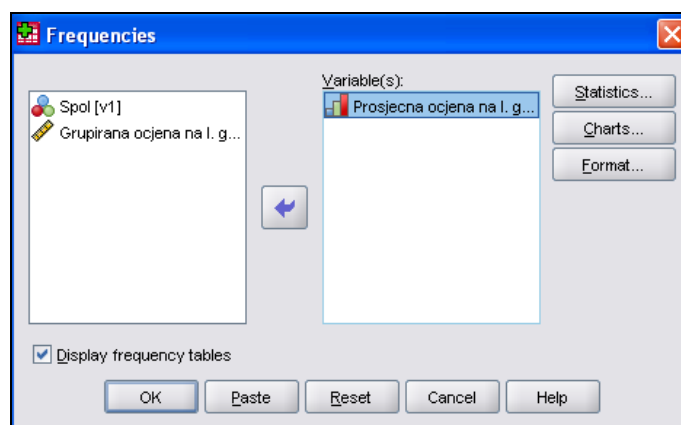 Frequencies
Variable(s):
Spol [v1]
Grupirana ocjena na I. g...
Prosjecna ocjena na I. g...
Statistics...
Charts...
Format...
Display frequency tables
OK
Paste
Reset
Cancel
Help